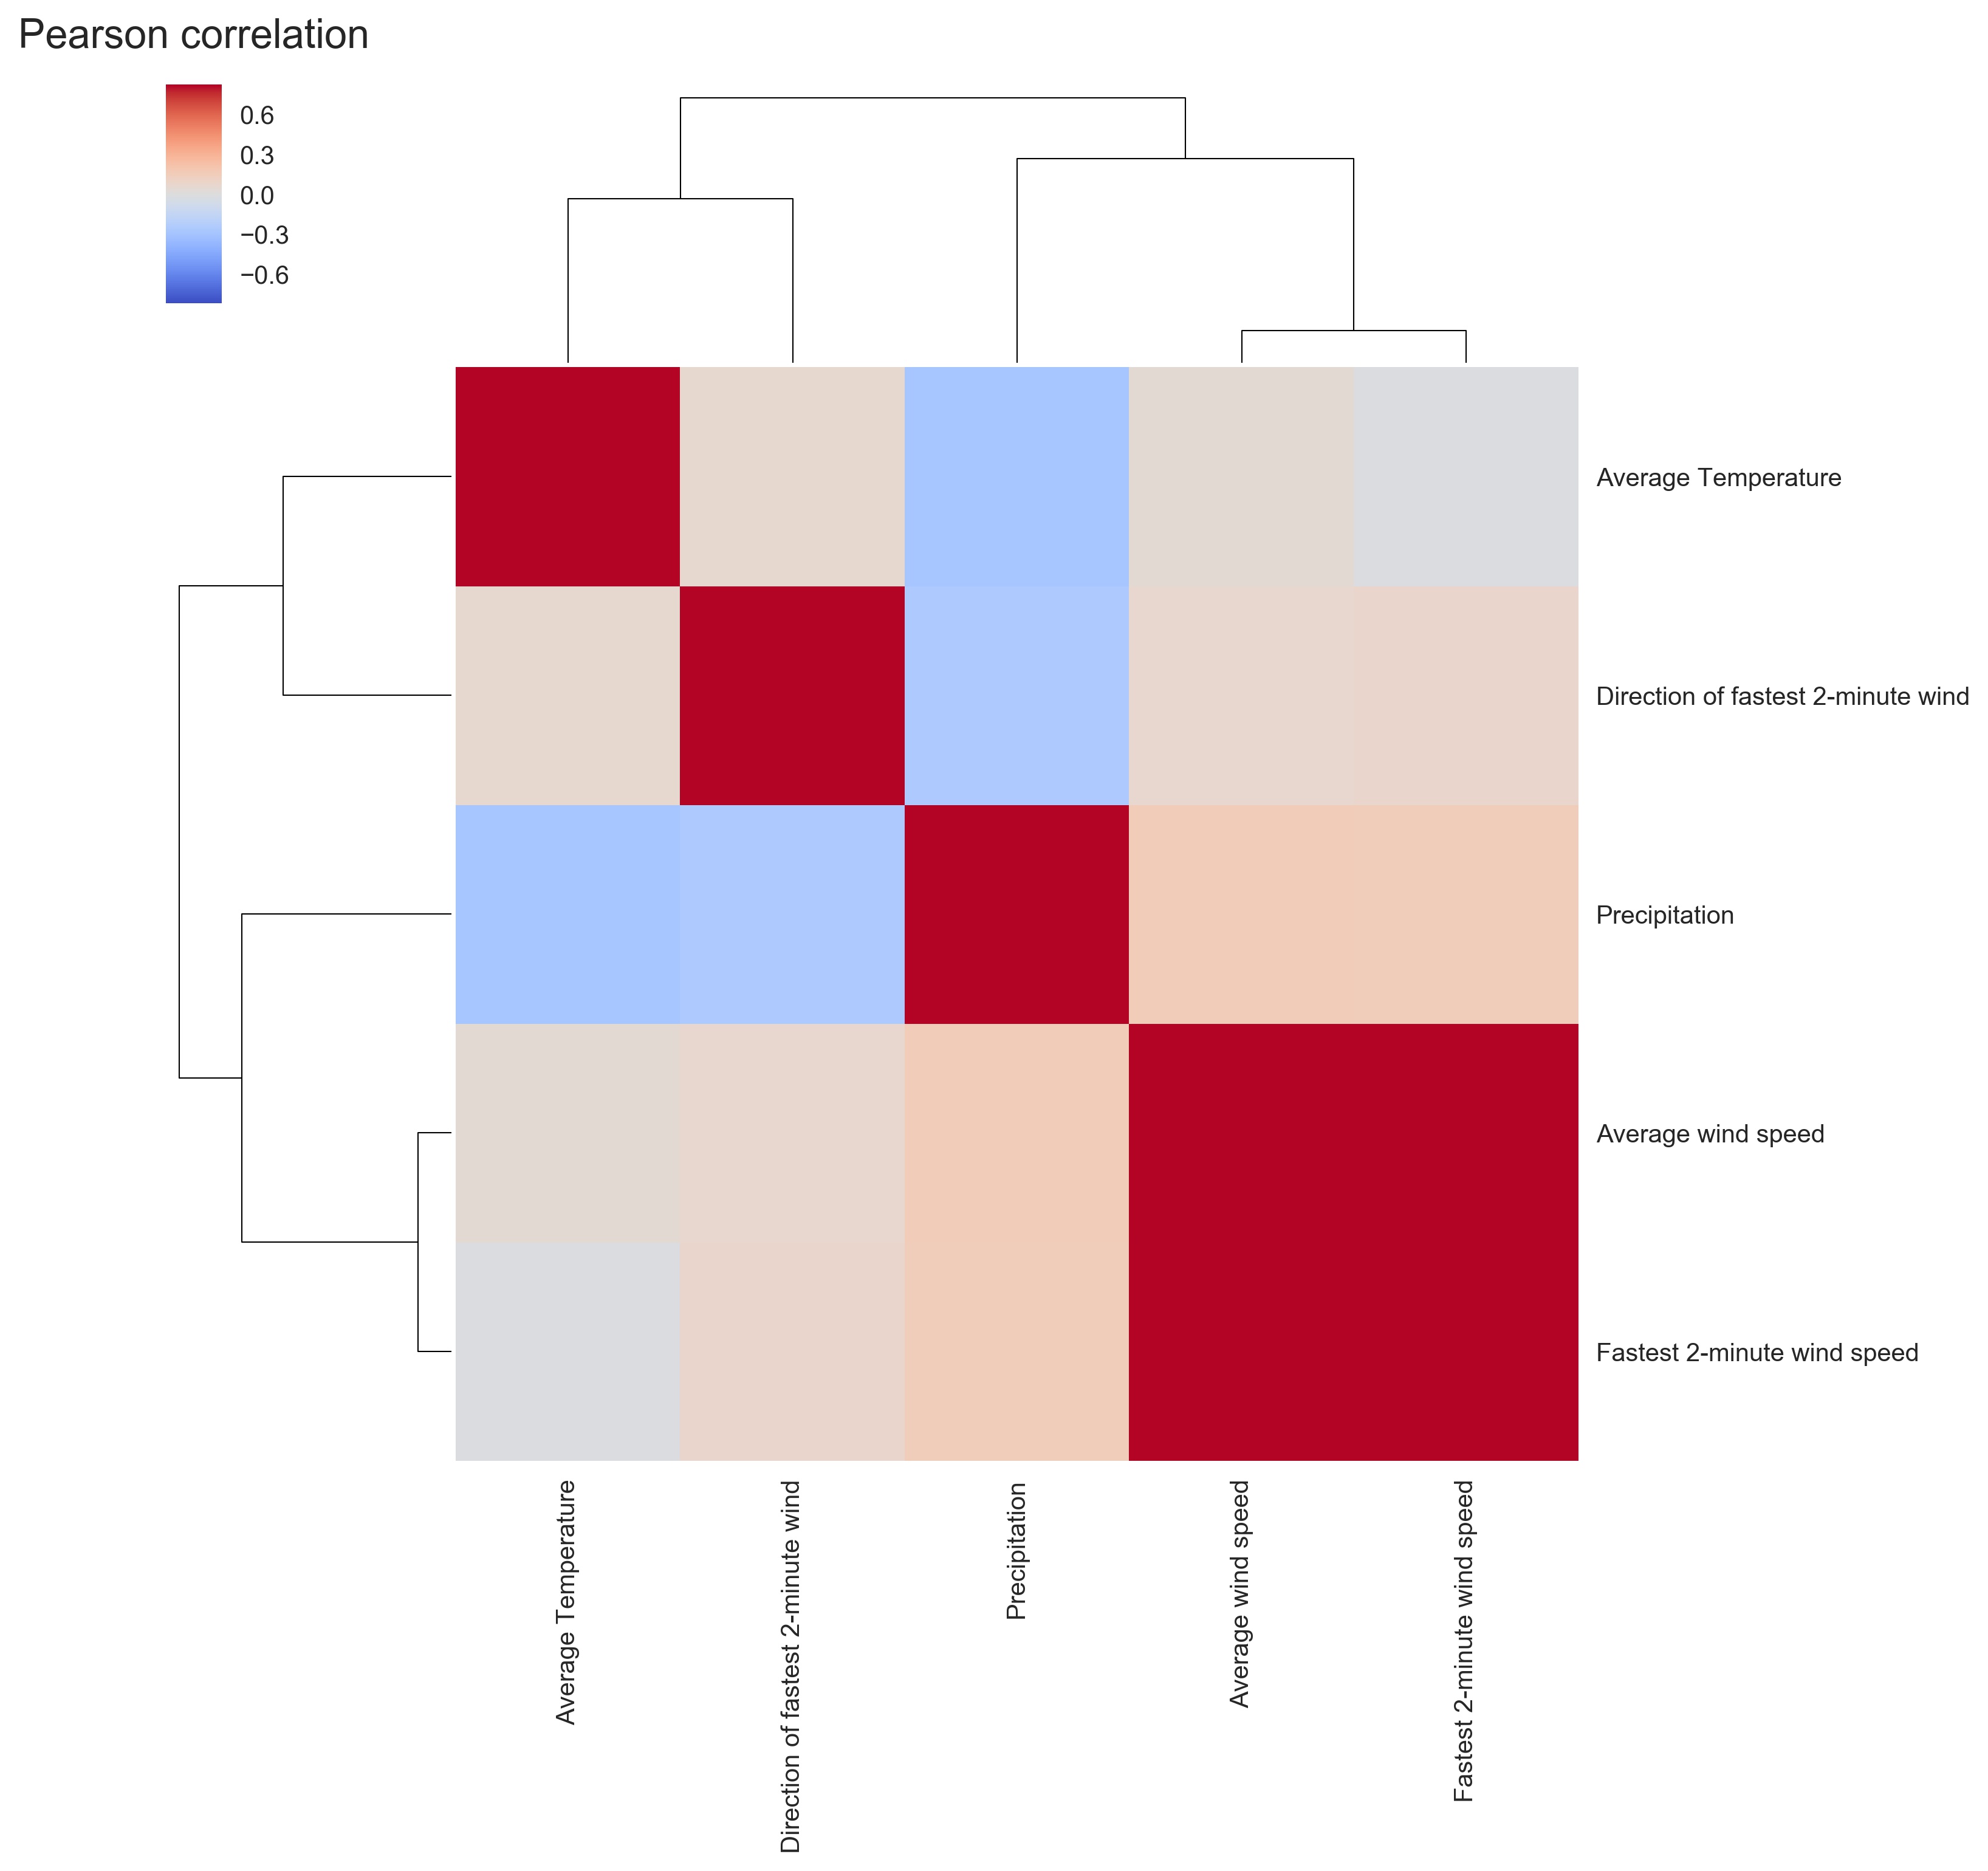 Pearson correlation
0.6
0.3
0.0
−0.3
−0.6
Average Temperature
Direction of fastest 2-minute wind
Precipitation
Average wind speed
Fastest 2-minute wind speed
Average Temperature
Direction of fastest 2-minute wind
Precipitation
Average wind speed
Fastest 2-minute wind speed